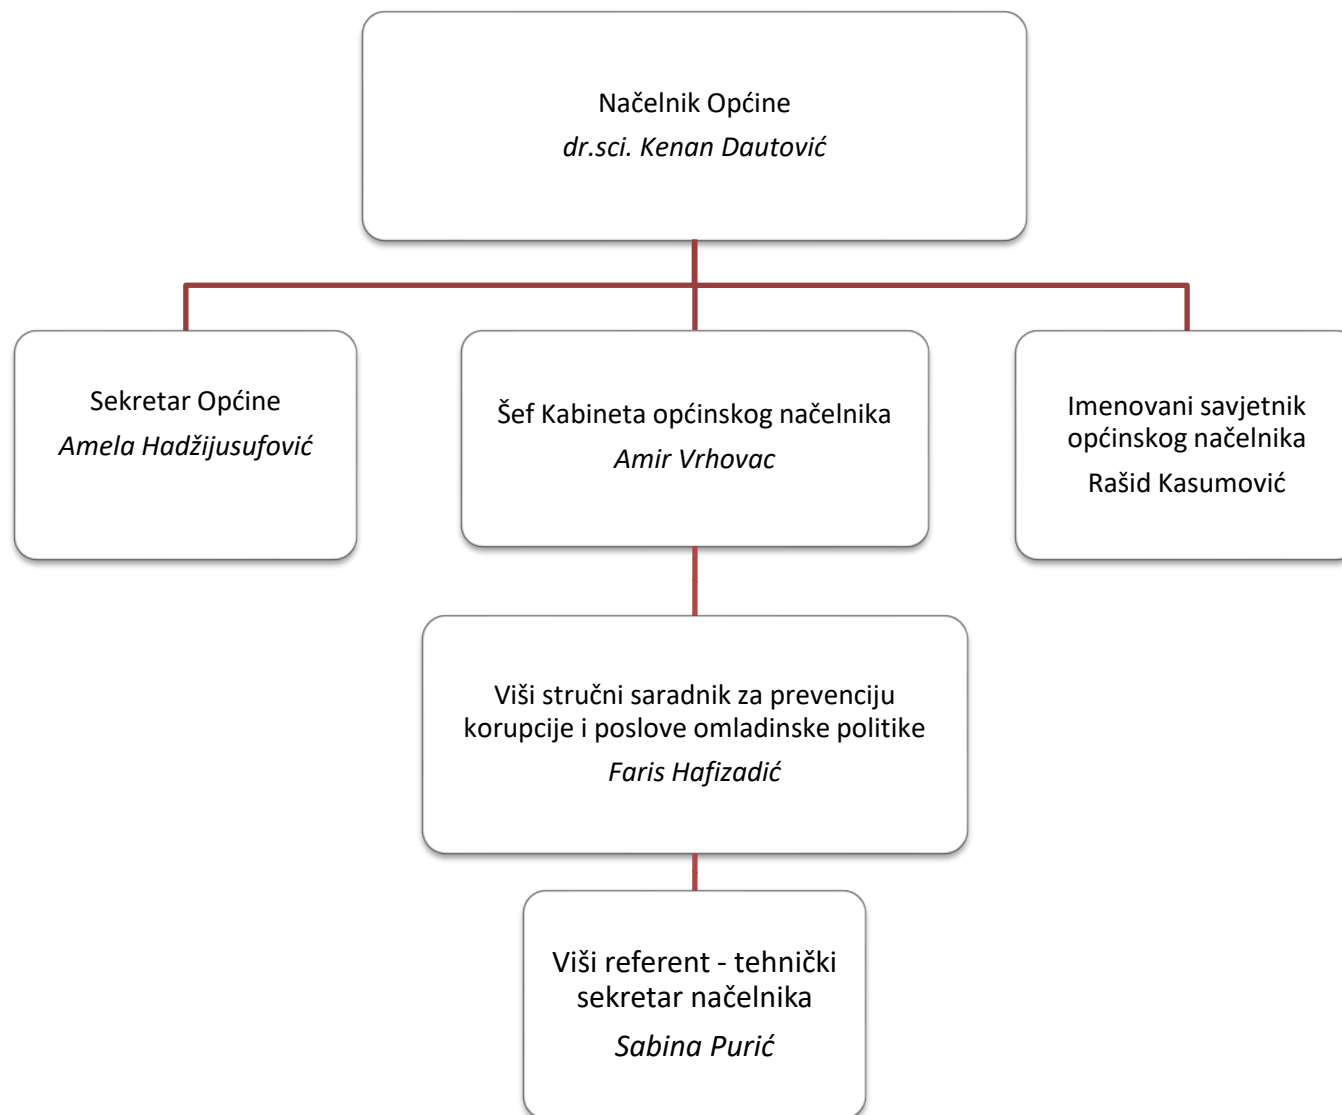 Načelnik Općine
dr.sci. Kenan Dautović
Sekretar Općine
Amela Hadžijusufović
Šef Kabineta općinskog načelnika
Amir Vrhovac
Imenovani savjetnik
općinskog načelnika
Rašid Kasumović
Viši stručni saradnik za prevenciju
korupcije i poslove omladinske politike
Faris Hafizadić
Viši referent - tehnički
sekretar načelnika
Sabina Purić